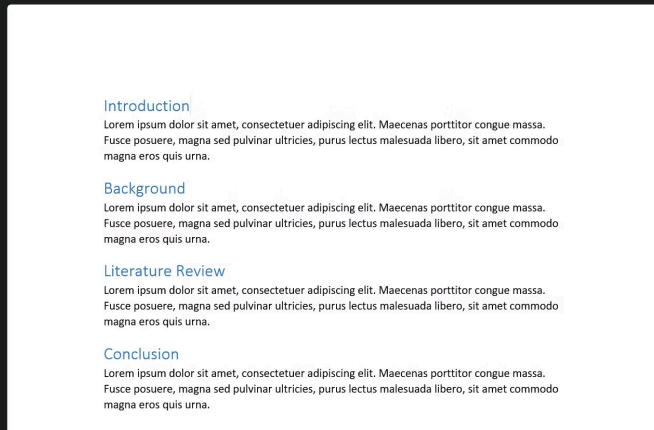 Introduction
Lorem ipsum dolor sit amet, consectetuer adipiscing elit. Maecenas porttitor congue massa.
Fusce posuere, magna sed pulvinar ultricies, purus lectus malesuada libero, sit amet commodo
magna eros quis urna.
Background
Lorem ipsum dolor sit amet, consectetuer adipiscing elit. Maecenas porttitor congue massa.
Fusce posuere, magna sed pulvinar ultricies, purus lectus malesuada libero, sit amet commodo
magna eros quis urna.
Literature Review
Lorem ipsum dolor sit amet, consectetuer adipiscing elit. Maecenas porttitor congue massa.
Fusce posuere, magna sed pulvinar ultricies, purus lectus malesuada libero, sit amet commodo
magna eros quis urna.
Conclusion
Lorem ipsum dolor sit amet, consectetuer adipiscing elit. Maecenas porttitor congue massa.
Fusce posuere, magna sed pulvinar ultricies, purus lectus malesuada libero, sit amet commodo
magna eros quis urna.